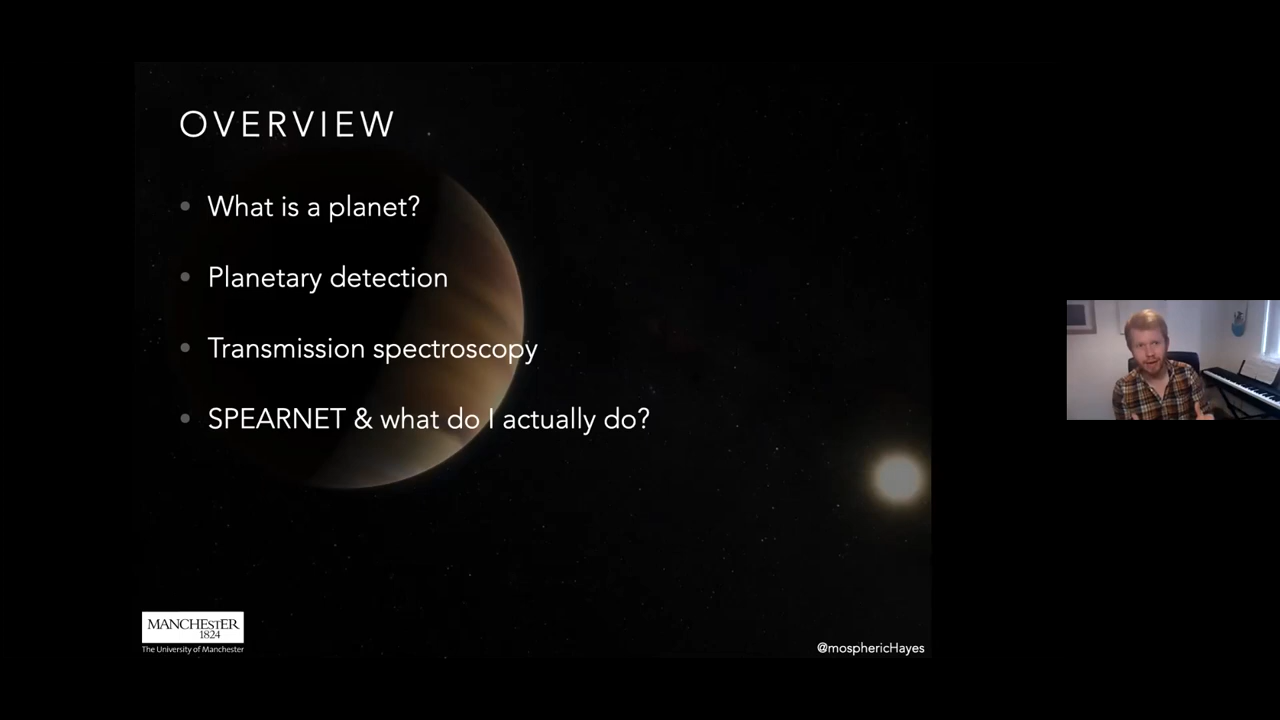 OVERVIEW
What is a planet?
Planetary detection
Transmission spectroscopy
SPEARNET & what do I actually do?
MANCHESTER
1824
The University of Manchester
@mosphericHayes